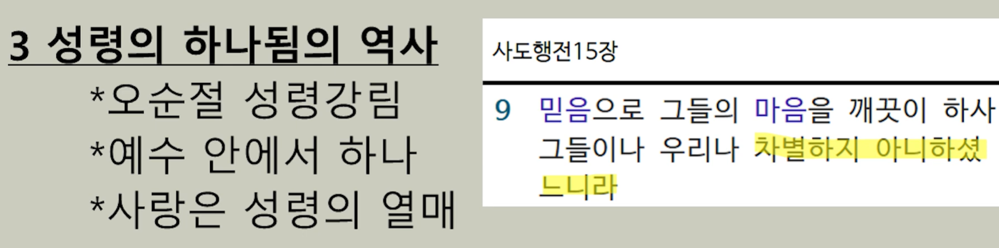 3 성령의 하나됨의 역사
*오순절 성령강림
*예수 안에서 하나
*사랑은 성령의 열매
사도행전15장
9 믿음으로 그들의 마음을 깨끗이 하사
그들이나 우리나 차별하지 아니하셨
느니라